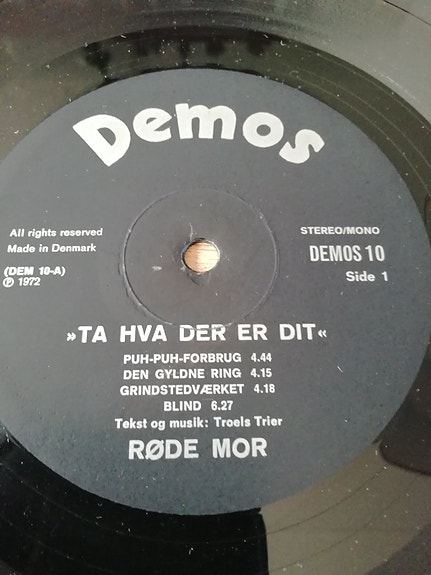 Demos
All rights reserved
Made in Denmark
(DEM 10-A)
℗ 1972
STEREO/MONO
DEMOS 10
Side 1
»TA HVA DER ER DIT«
PUH-PUH-FORBRUG 4.44
DEN GYLDNE RING 4.15
GRINDSTEDVÆRKET 4.18
BLIND 6.27
Tekst og musik: Troels Trier
RØDE MOR